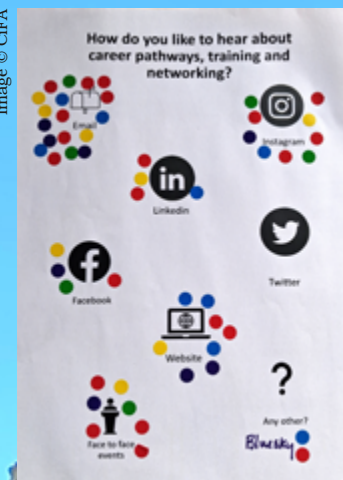 Image © CIfA
How do you like to hear about
career pathways, training and
networking?
Email
Instagram
in
Linkedin
f
Facebook
Twitter
Website
?
Any other?
Bluesky
Face to face
events